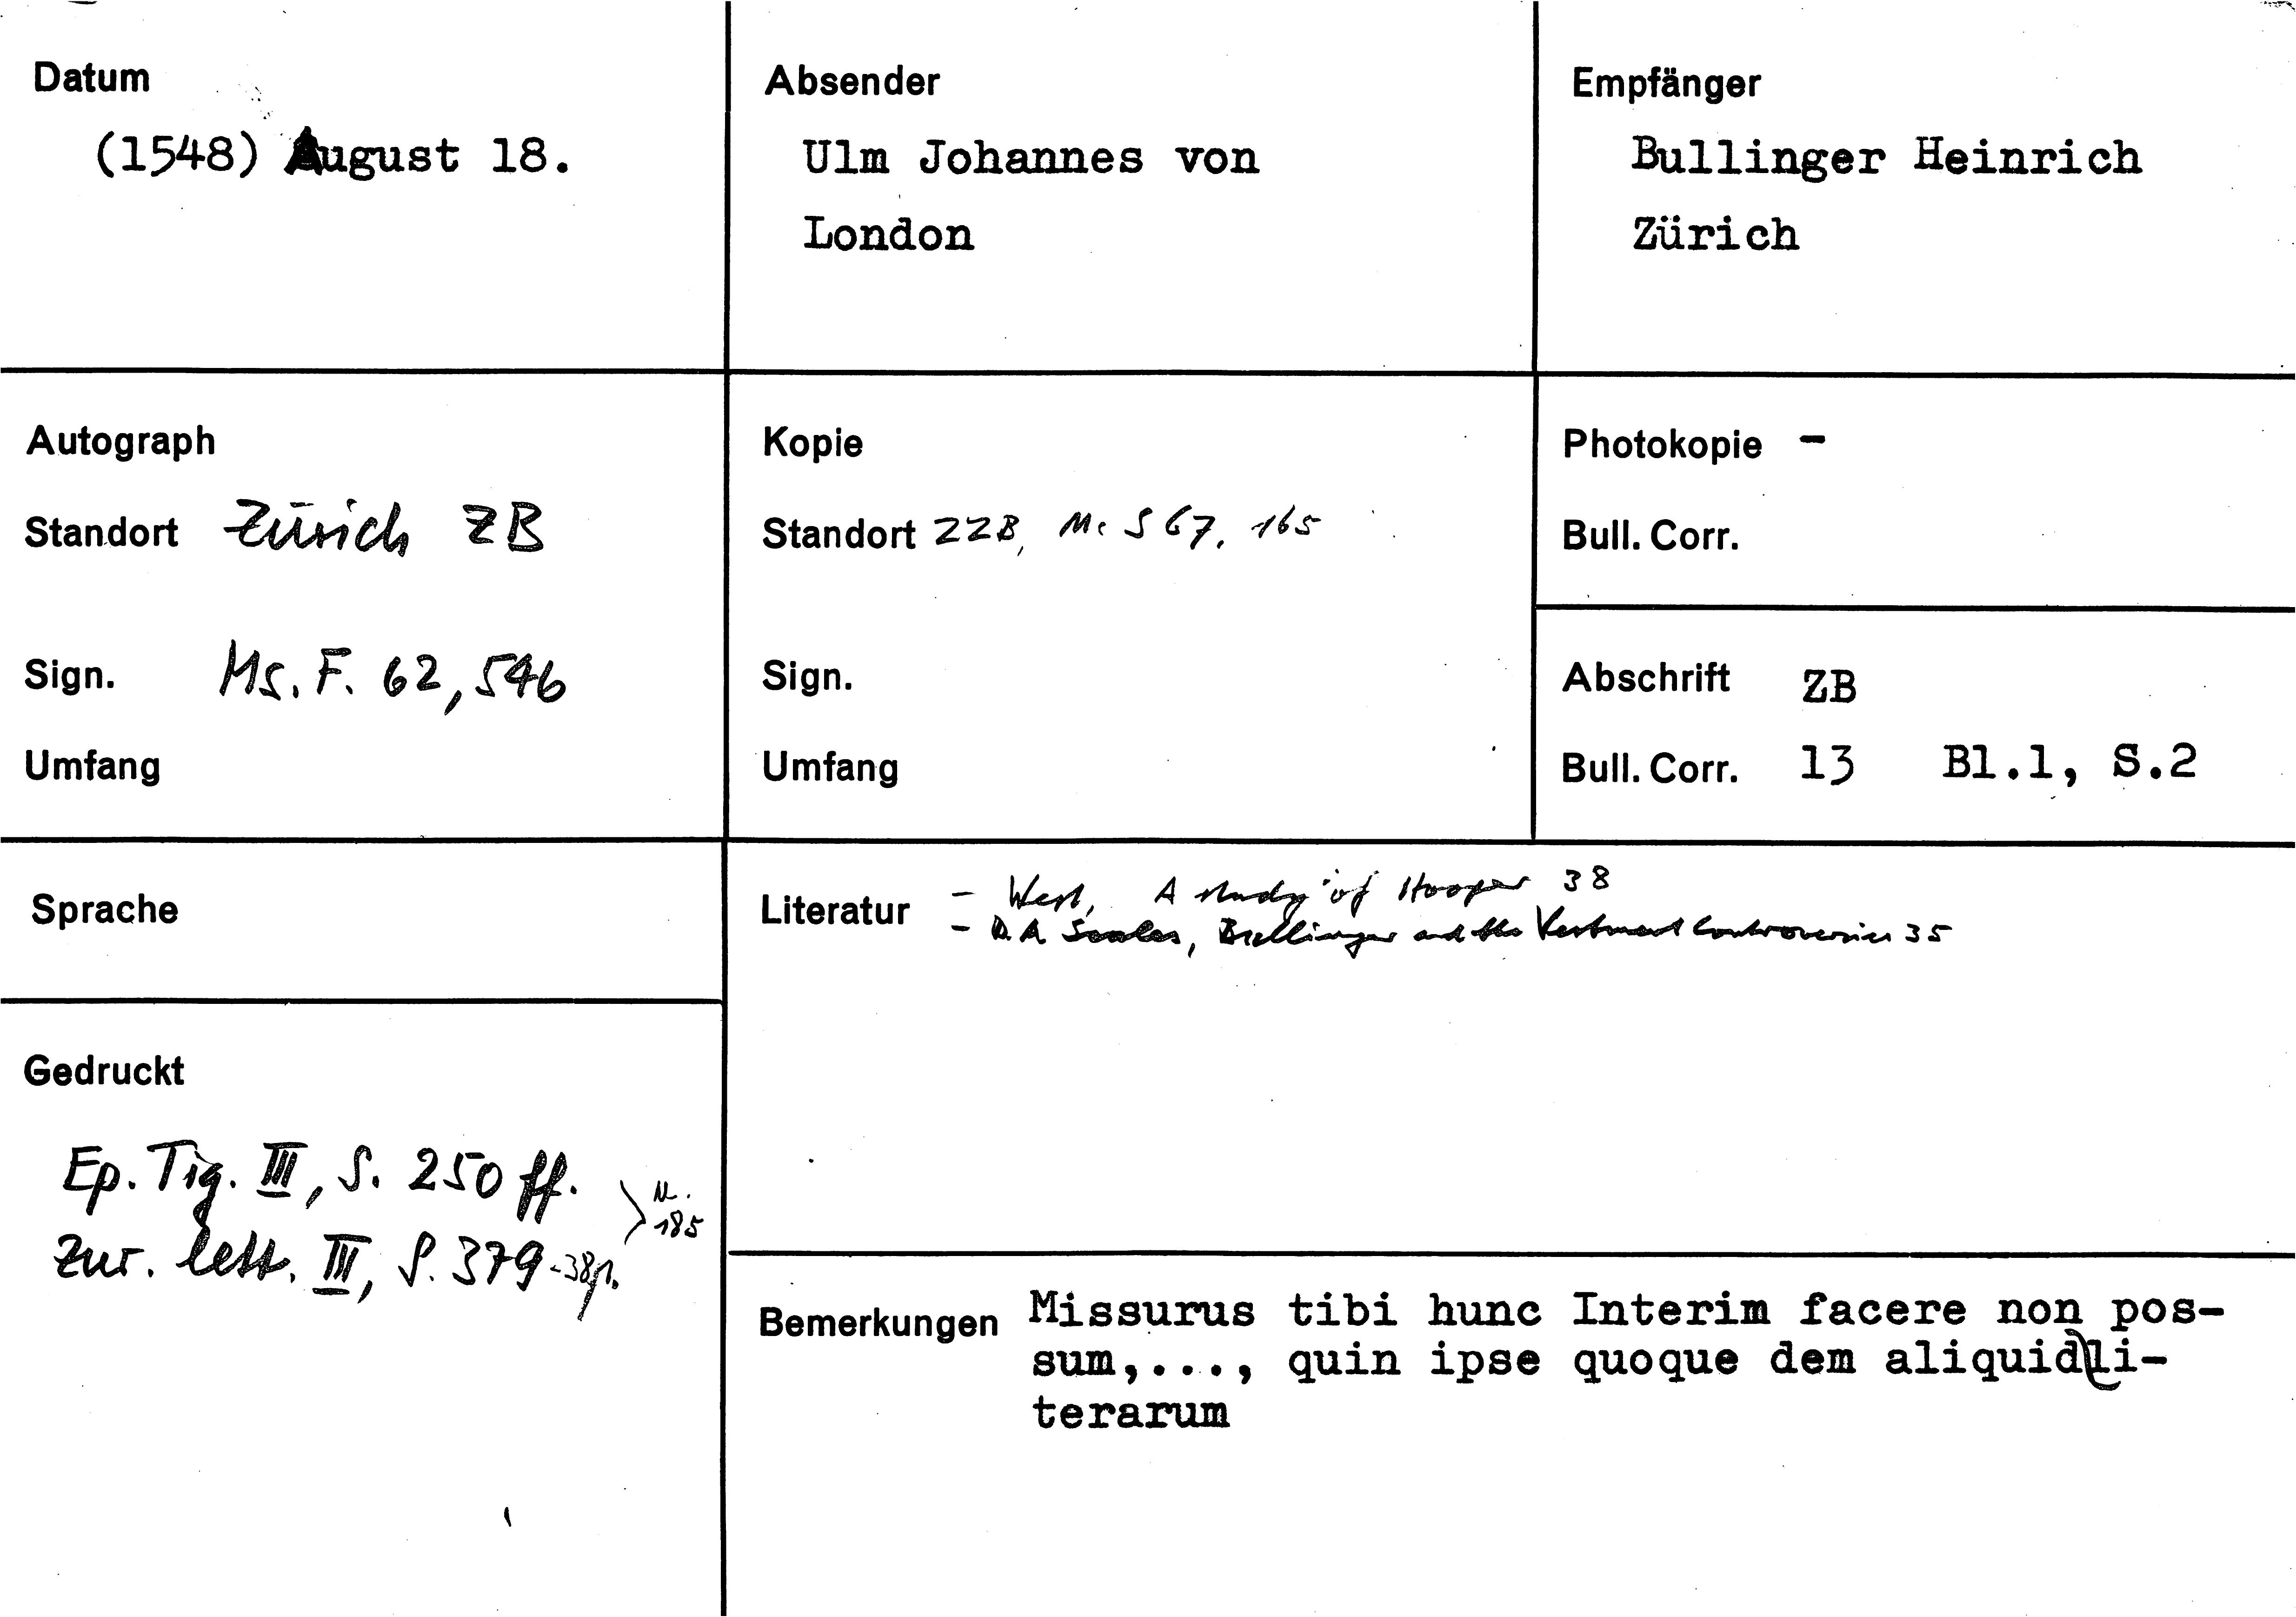 Datum
(1548) August 18.
Absender
Ulm Johannes von
London
Empfänger
Bullinger Heinrich
Zürich
Autograph
Standort Zürich ZB
Sign. Ms. F. 62, 546
Umfang
Kopie
Standort ZZB, Ms S 67, 165
Sign.
Umfang
Photokopie -
Bull. Corr.
Abschrift ZB
Bull. Corr. 13 Bl.1, S.2
Sprache
Gedruckt
Ep. Tig. III, S. 250 ff.
Zur. lett. III, S. 379-381.
N. 185
Literatur - West, A study of Hooper 38
- D.A. Scales, Bullinger and the Vestment Controversies 35
Bemerkungen Missurus tibi hunc Interim facere non pos-
sum,..., quin ipse quoque dem aliquid li-
terarum